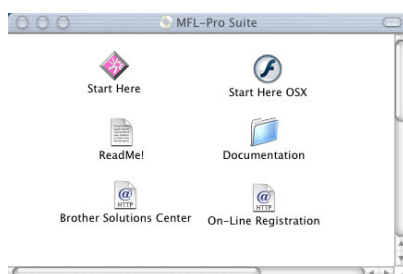 MFL-Pro Suite
Start Here
Start Here OSX
ReadMe!
Documentation
HTTP
HTTP
Brother Solutions Center
On-Line Registration